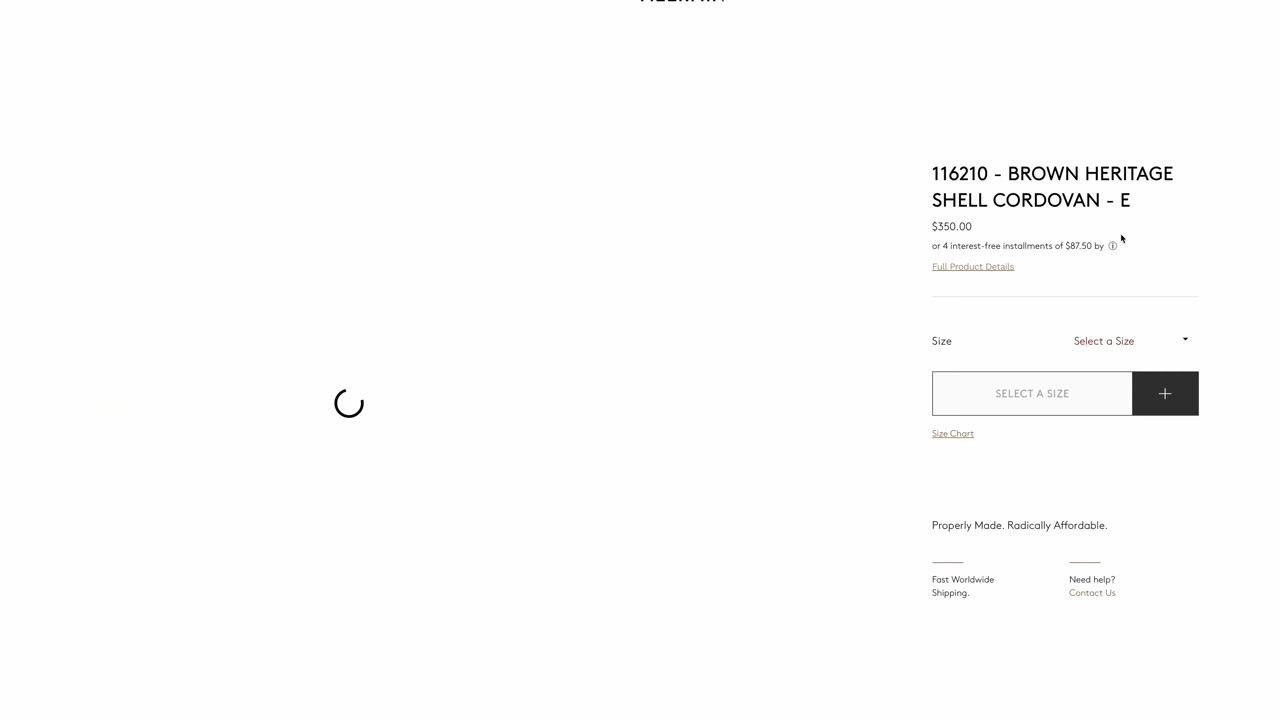 116210 - BROWN HERITAGE
SHELL CORDOVAN - E
$350.00
or 4 interest-free installments of $87.50 by ⓘ
Full Product Details
Size
Select a Size
SELECT A SIZE
+
Size Chart
Properly Made. Radically Affordable.
Fast Worldwide
Shipping.
Need help?
Contact Us